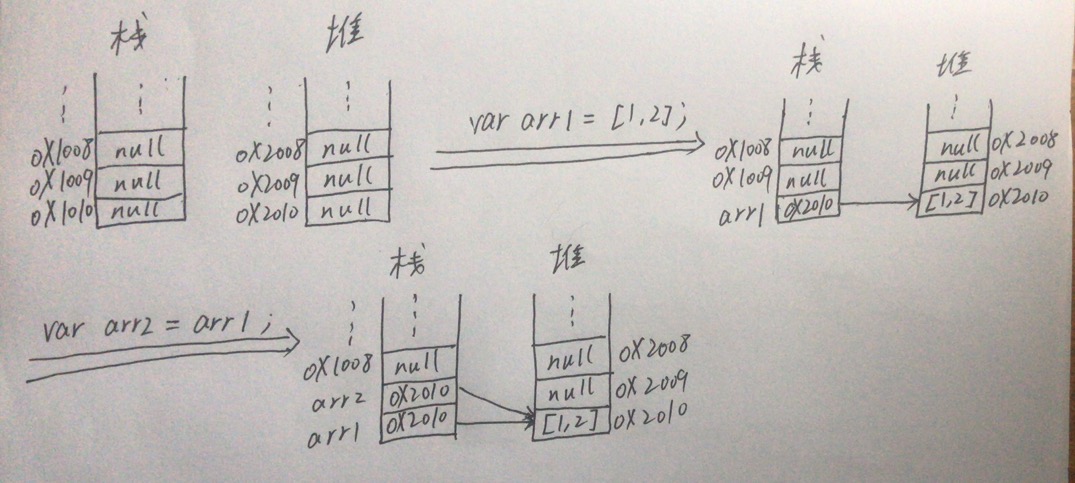 栈 堆
0X1008 null 0X2008 null
0X1009 null 0X2009 null
0X1010 null 0X2010 null
var arr1 = [1,2];
栈 堆
0X1008 null null 0X2008
0X1009 null null 0X2009
arr1 0X2010 [1,2] 0X2010
var arr2 = arr1;
栈 堆
0X1008 null null 0X2008
arr2 0X2010 null 0X2009
arr1 0X2010 [1,2] 0X2010